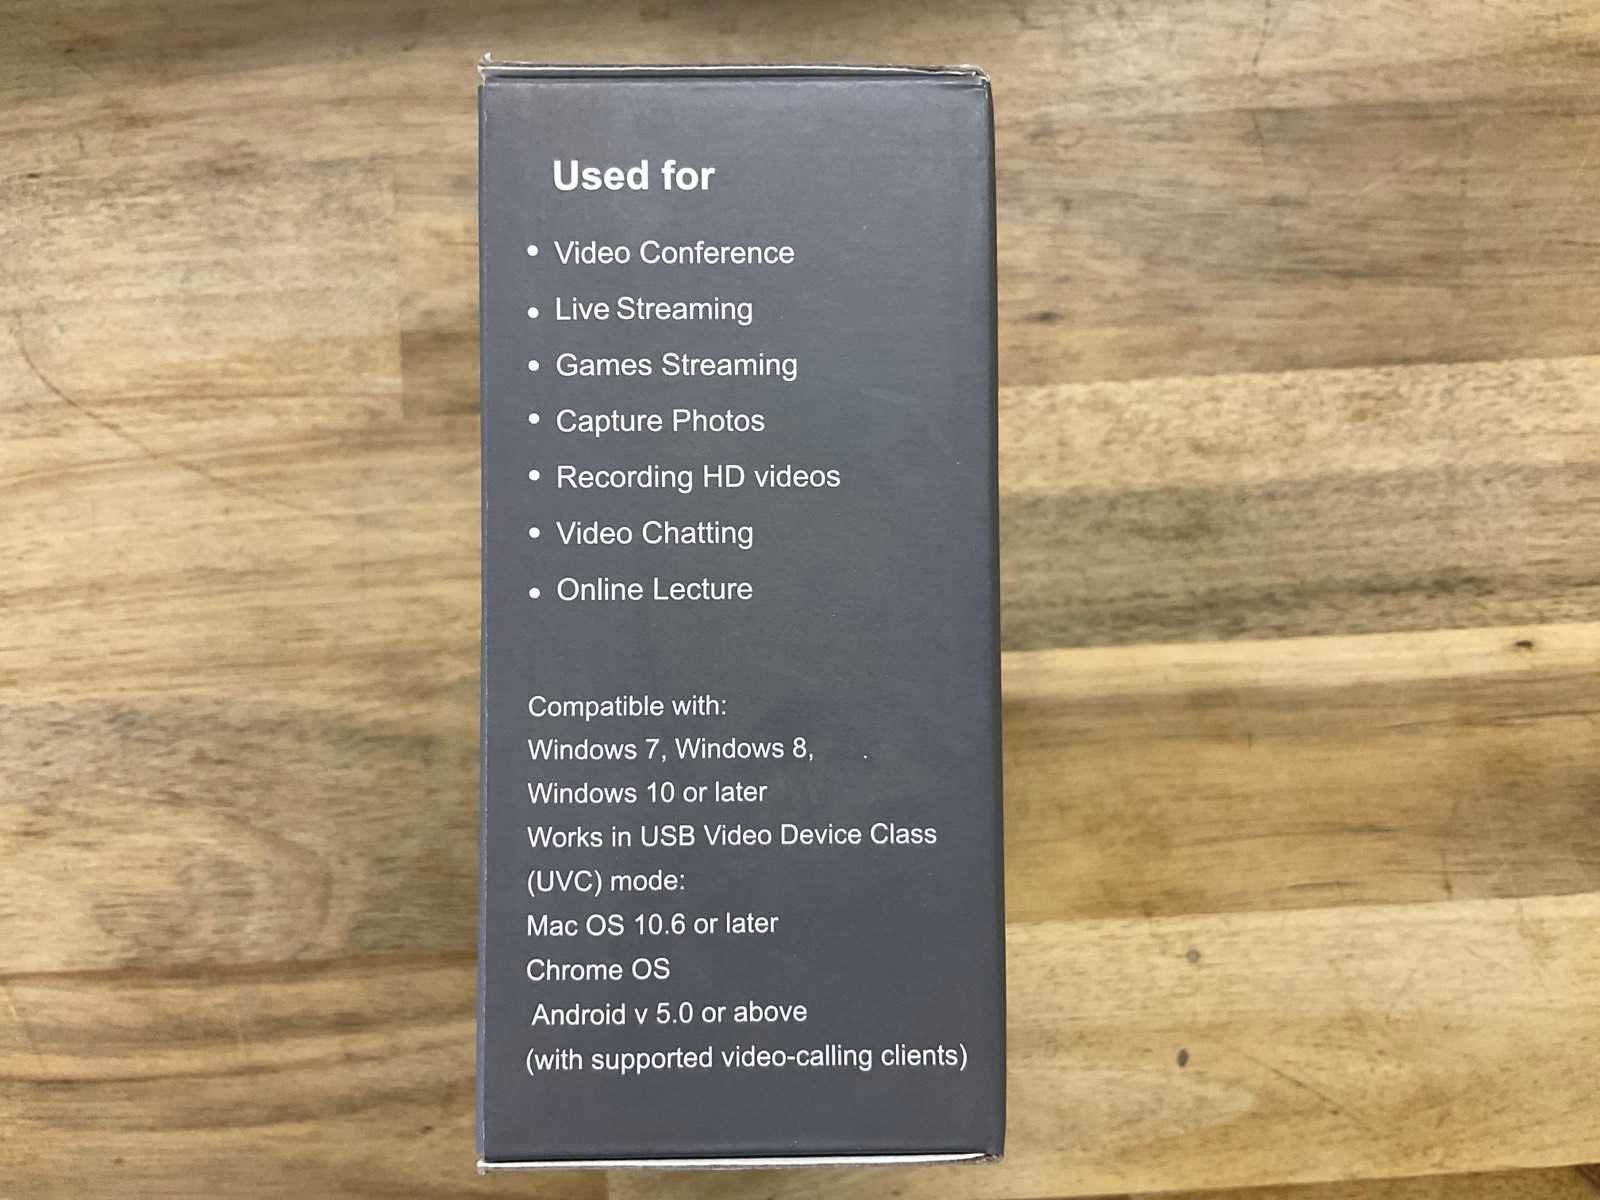 Used for
• Video Conference
• Live Streaming
• Games Streaming
• Capture Photos
• Recording HD videos
• Video Chatting
• Online Lecture
Compatible with:
Windows 7, Windows 8,
Windows 10 or later
Works in USB Video Device Class
(UVC) mode:
Mac OS 10.6 or later
Chrome OS
Android v 5.0 or above
(with supported video-calling clients)